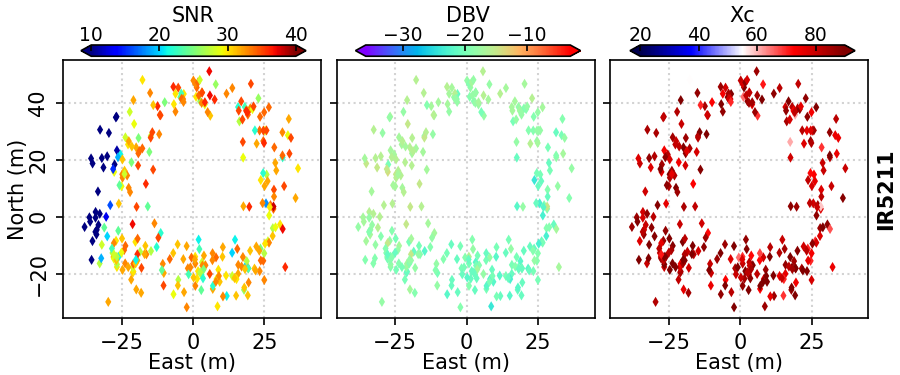 SNR
DBV
Xc
10 20 30 40
−30 −20 −10
20 40 60 80
North (m)
40
20
0
−20
IR5211
−25 0 25
−25 0 25
−25 0 25
East (m)
East (m)
East (m)